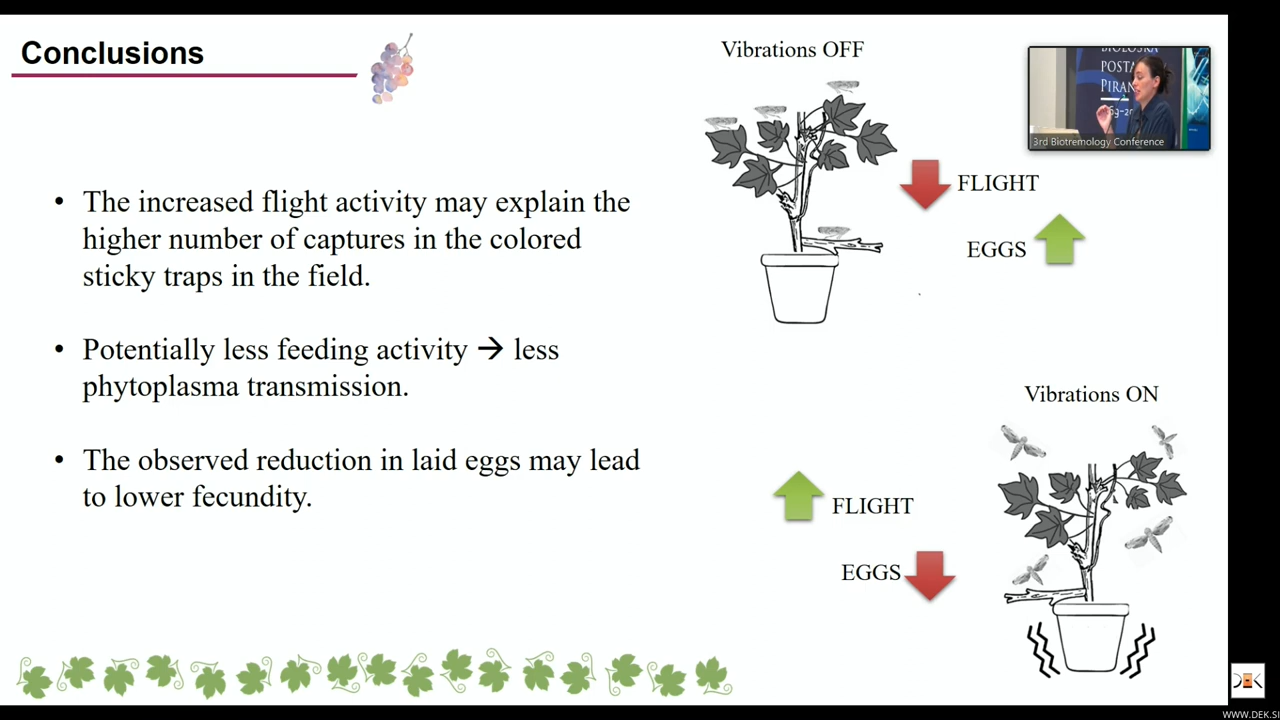 Conclusions
The increased flight activity may explain the
higher number of captures in the colored
sticky traps in the field.
Potentially less feeding activity → less
phytoplasma transmission.
The observed reduction in laid eggs may lead
to lower fecundity.
Vibrations OFF
FLIGHT
EGGS
POSTA
PIRAN
3rd Biotremology Conference
Vibrations ON
FLIGHT
EGGS
WWW.DEK.SI